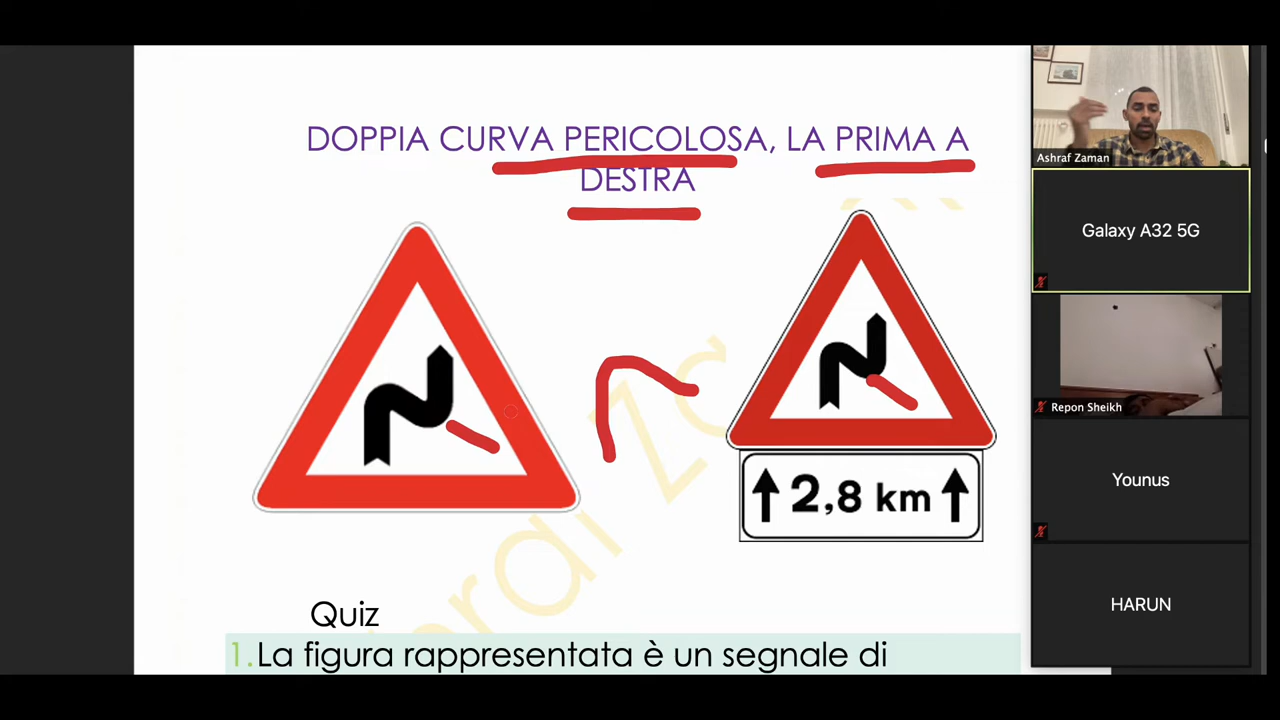 DOPPIA CURVA PERICOLOSA, LA PRIMA A
DESTRA
2,8 km
Quiz
1.La figura rappresentata è un segnale di
Ashraf Zaman
Galaxy A32 5G
Repon Sheikh
Younus
HARUN